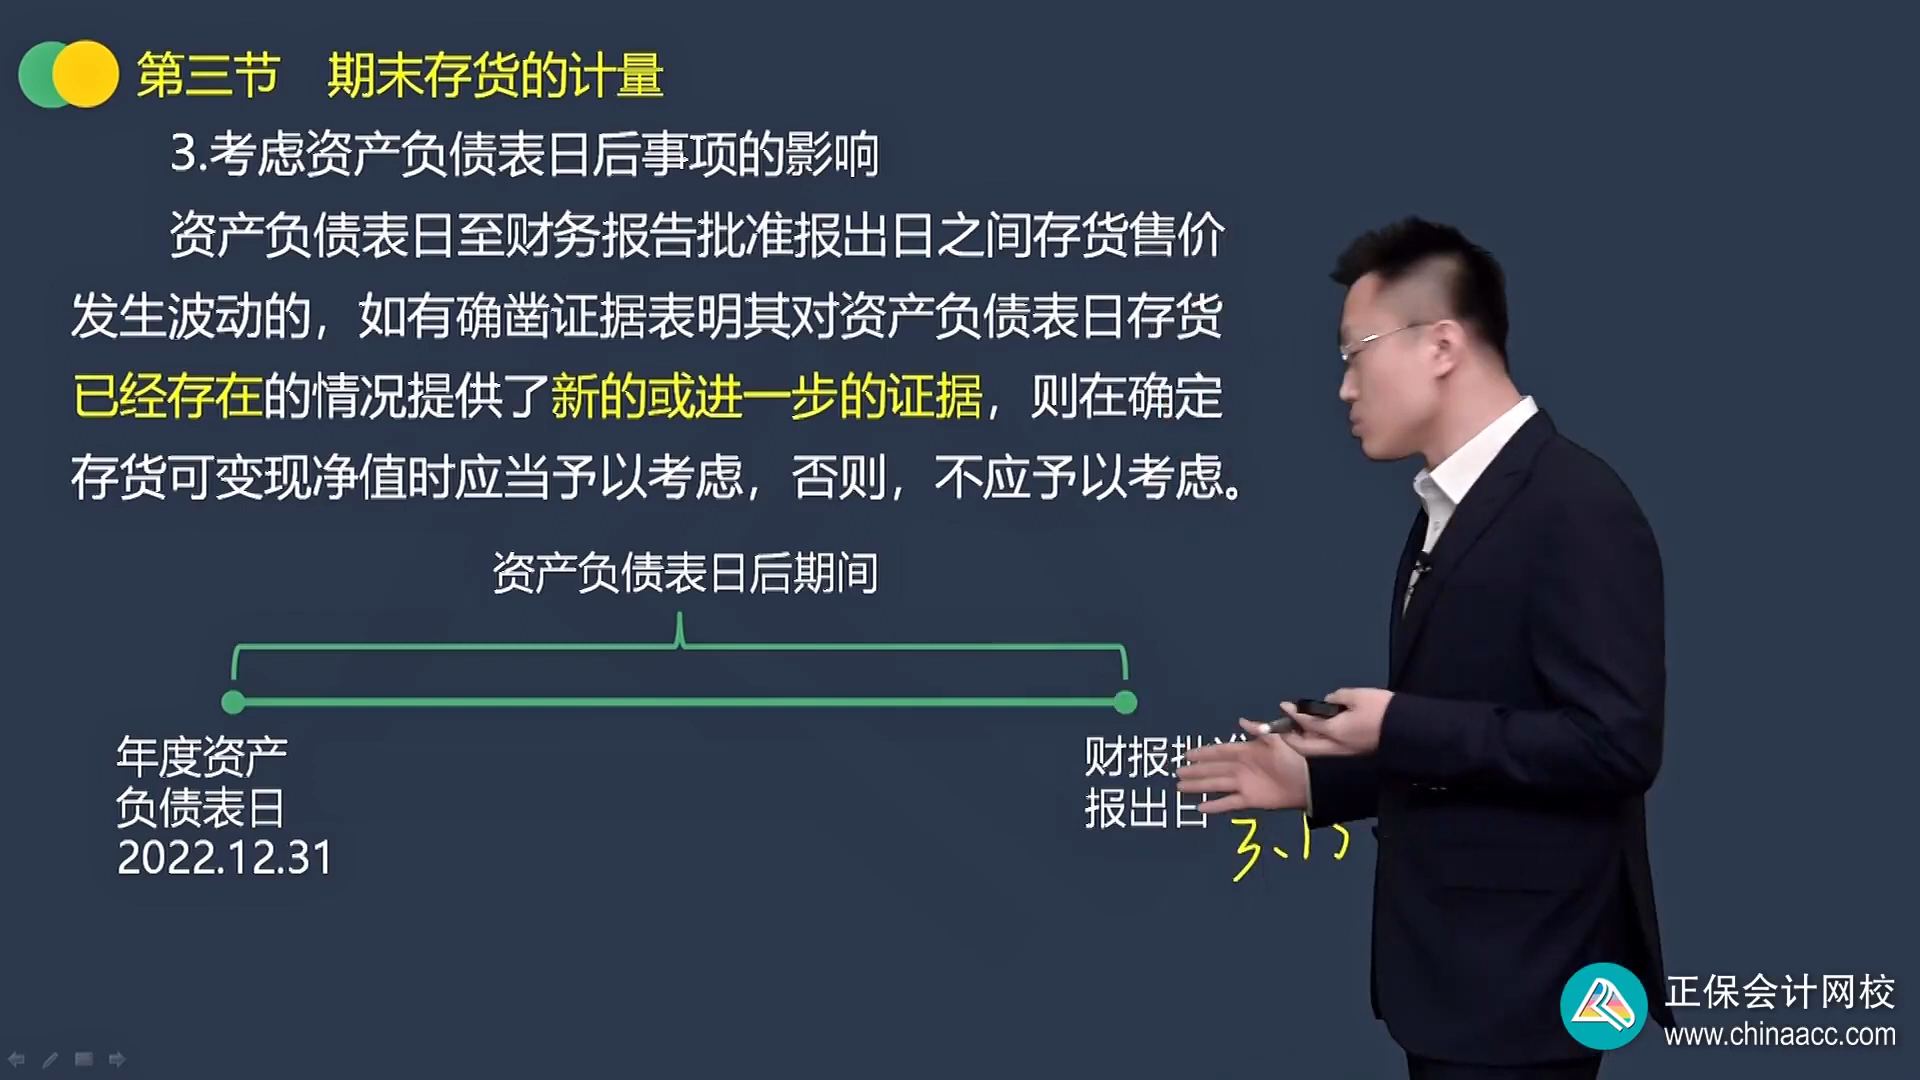 第三节 期末存货的计量
3.考虑资产负债表日后事项的影响
资产负债表日至财务报告批准报出日之间存货售价
发生波动的，如有确凿证据表明其对资产负债表日存货
已经存在的情况提供了新的或进一步的证据，则在确定
存货可变现净值时应当予以考虑，否则，不应予以考虑。
资产负债表日后期间
年度资产
负债表日
2022.12.31
财报批准
报出日
正保会计网校
www.chinaacc.com